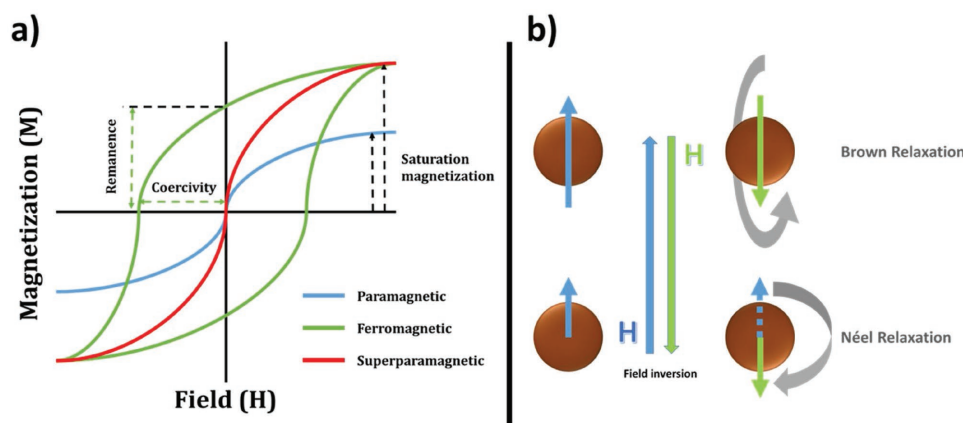 a)
Magnetization (M)
Remanence
Coercivity
Saturation
magnetization
Paramagnetic
Ferromagnetic
Superparamagnetic
Field (H)
b)
H
Brown Relaxation
H
Field inversion
Néel Relaxation